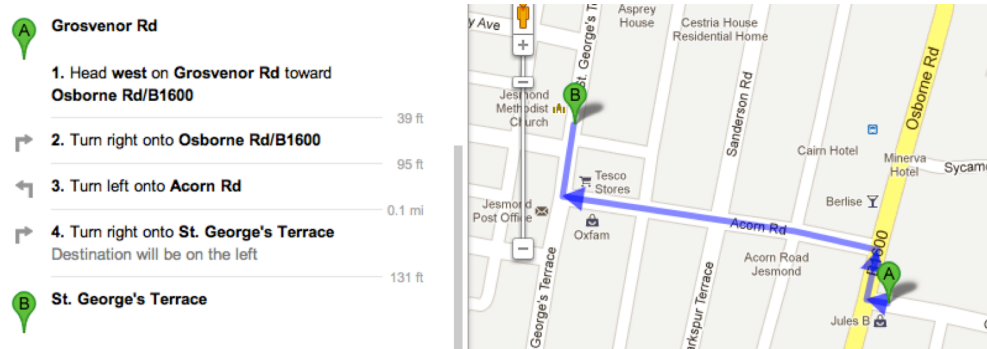 A
Grosvenor Rd
1. Head west on Grosvenor Rd toward
Osborne Rd/B1600
39 ft
2. Turn right onto Osborne Rd/B1600
95 ft
3. Turn left onto Acorn Rd
0.1 mi
4. Turn right onto St. George's Terrace
Destination will be on the left
131 ft
B
St. George's Terrace
y Ave
Asprey
House
Cestria House
Residential Home
St. George's T
Osborne Rd
Sanderson Rd
Jesmond
Methodist
Church
B
Cairn Hotel
Minerva
Hotel
Sycam
Tesco
Stores
Berlise
Jesmond
Post Office
Oxfam
Acorn Rd
Acorn Road
Jesmond
A
George's Terrace
rkspur Terrace
Jules B